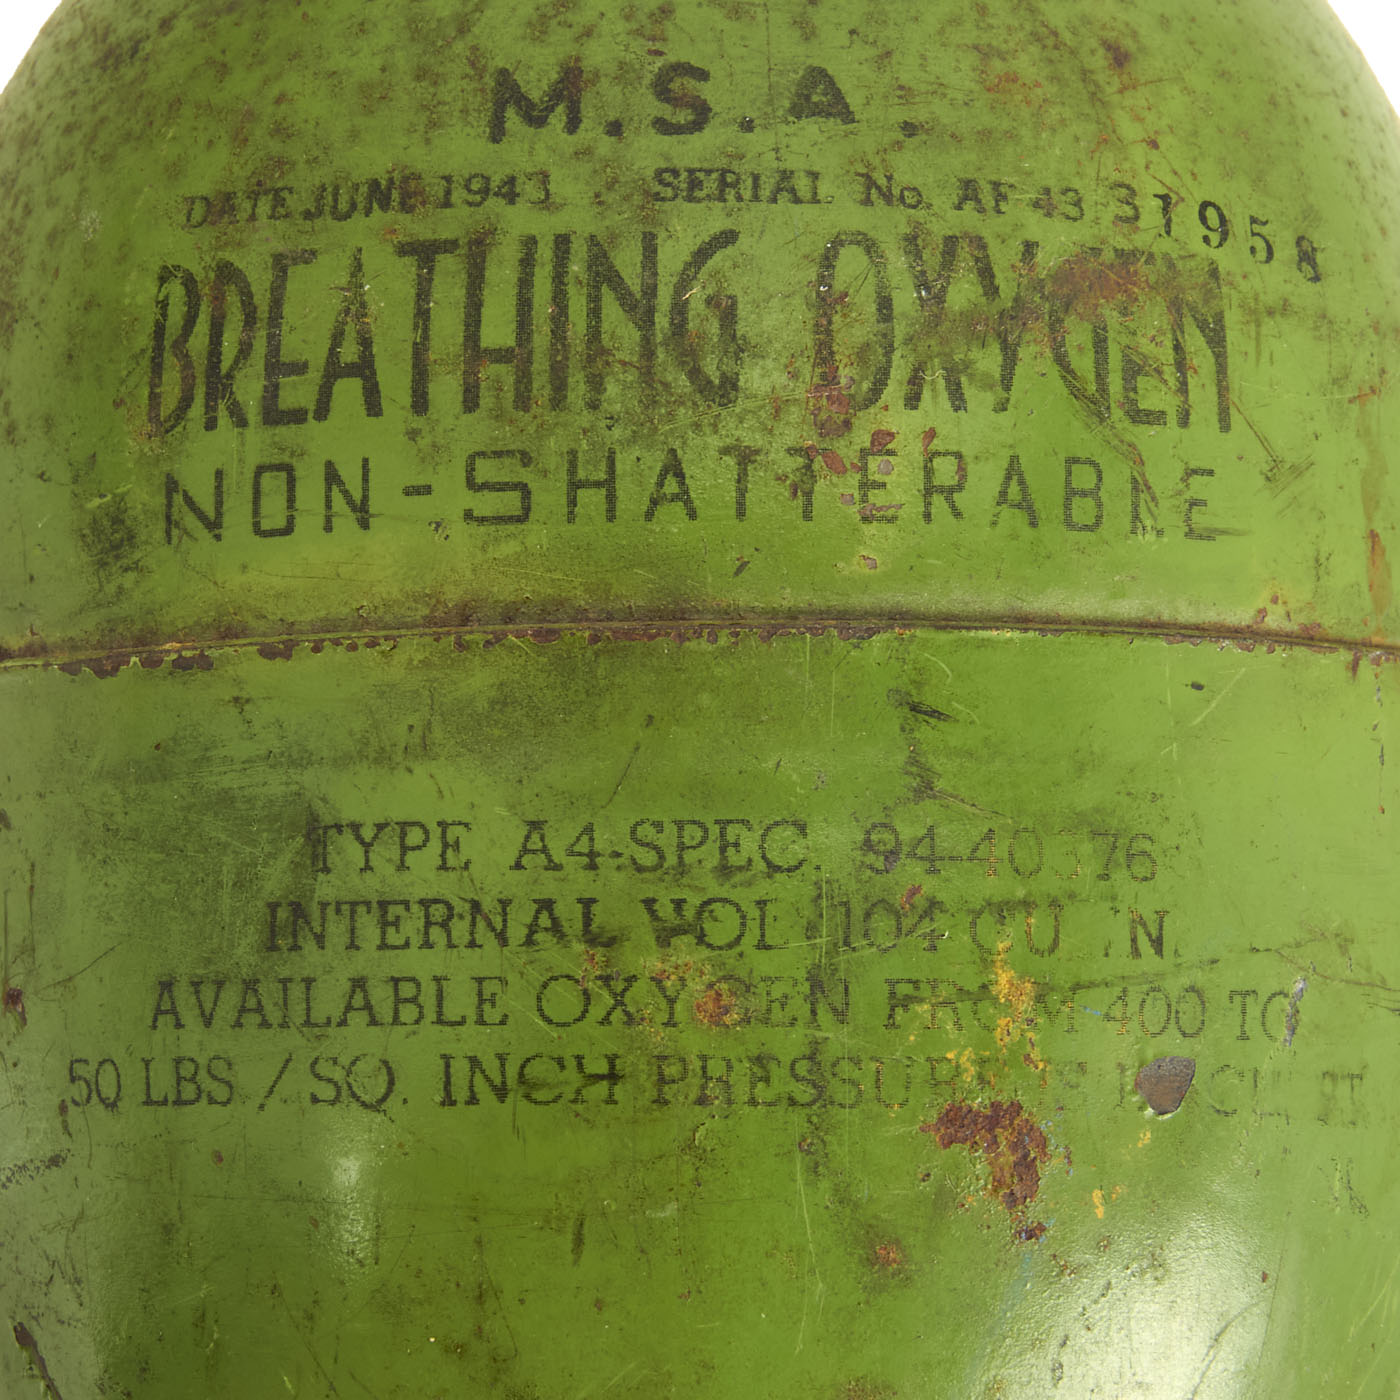 M.S.A.
DATE JUNE 1943 SERIAL No. AF-43 31958
BREATHING OXYGEN
NON-SHATTERABLE
TYPE A4-SPEC. 94-40376
INTERNAL VOL. 104 CU. IN.
AVAILABLE OXYGEN FROM 400 TO
50 LBS / SQ. INCH PRESSURE OF